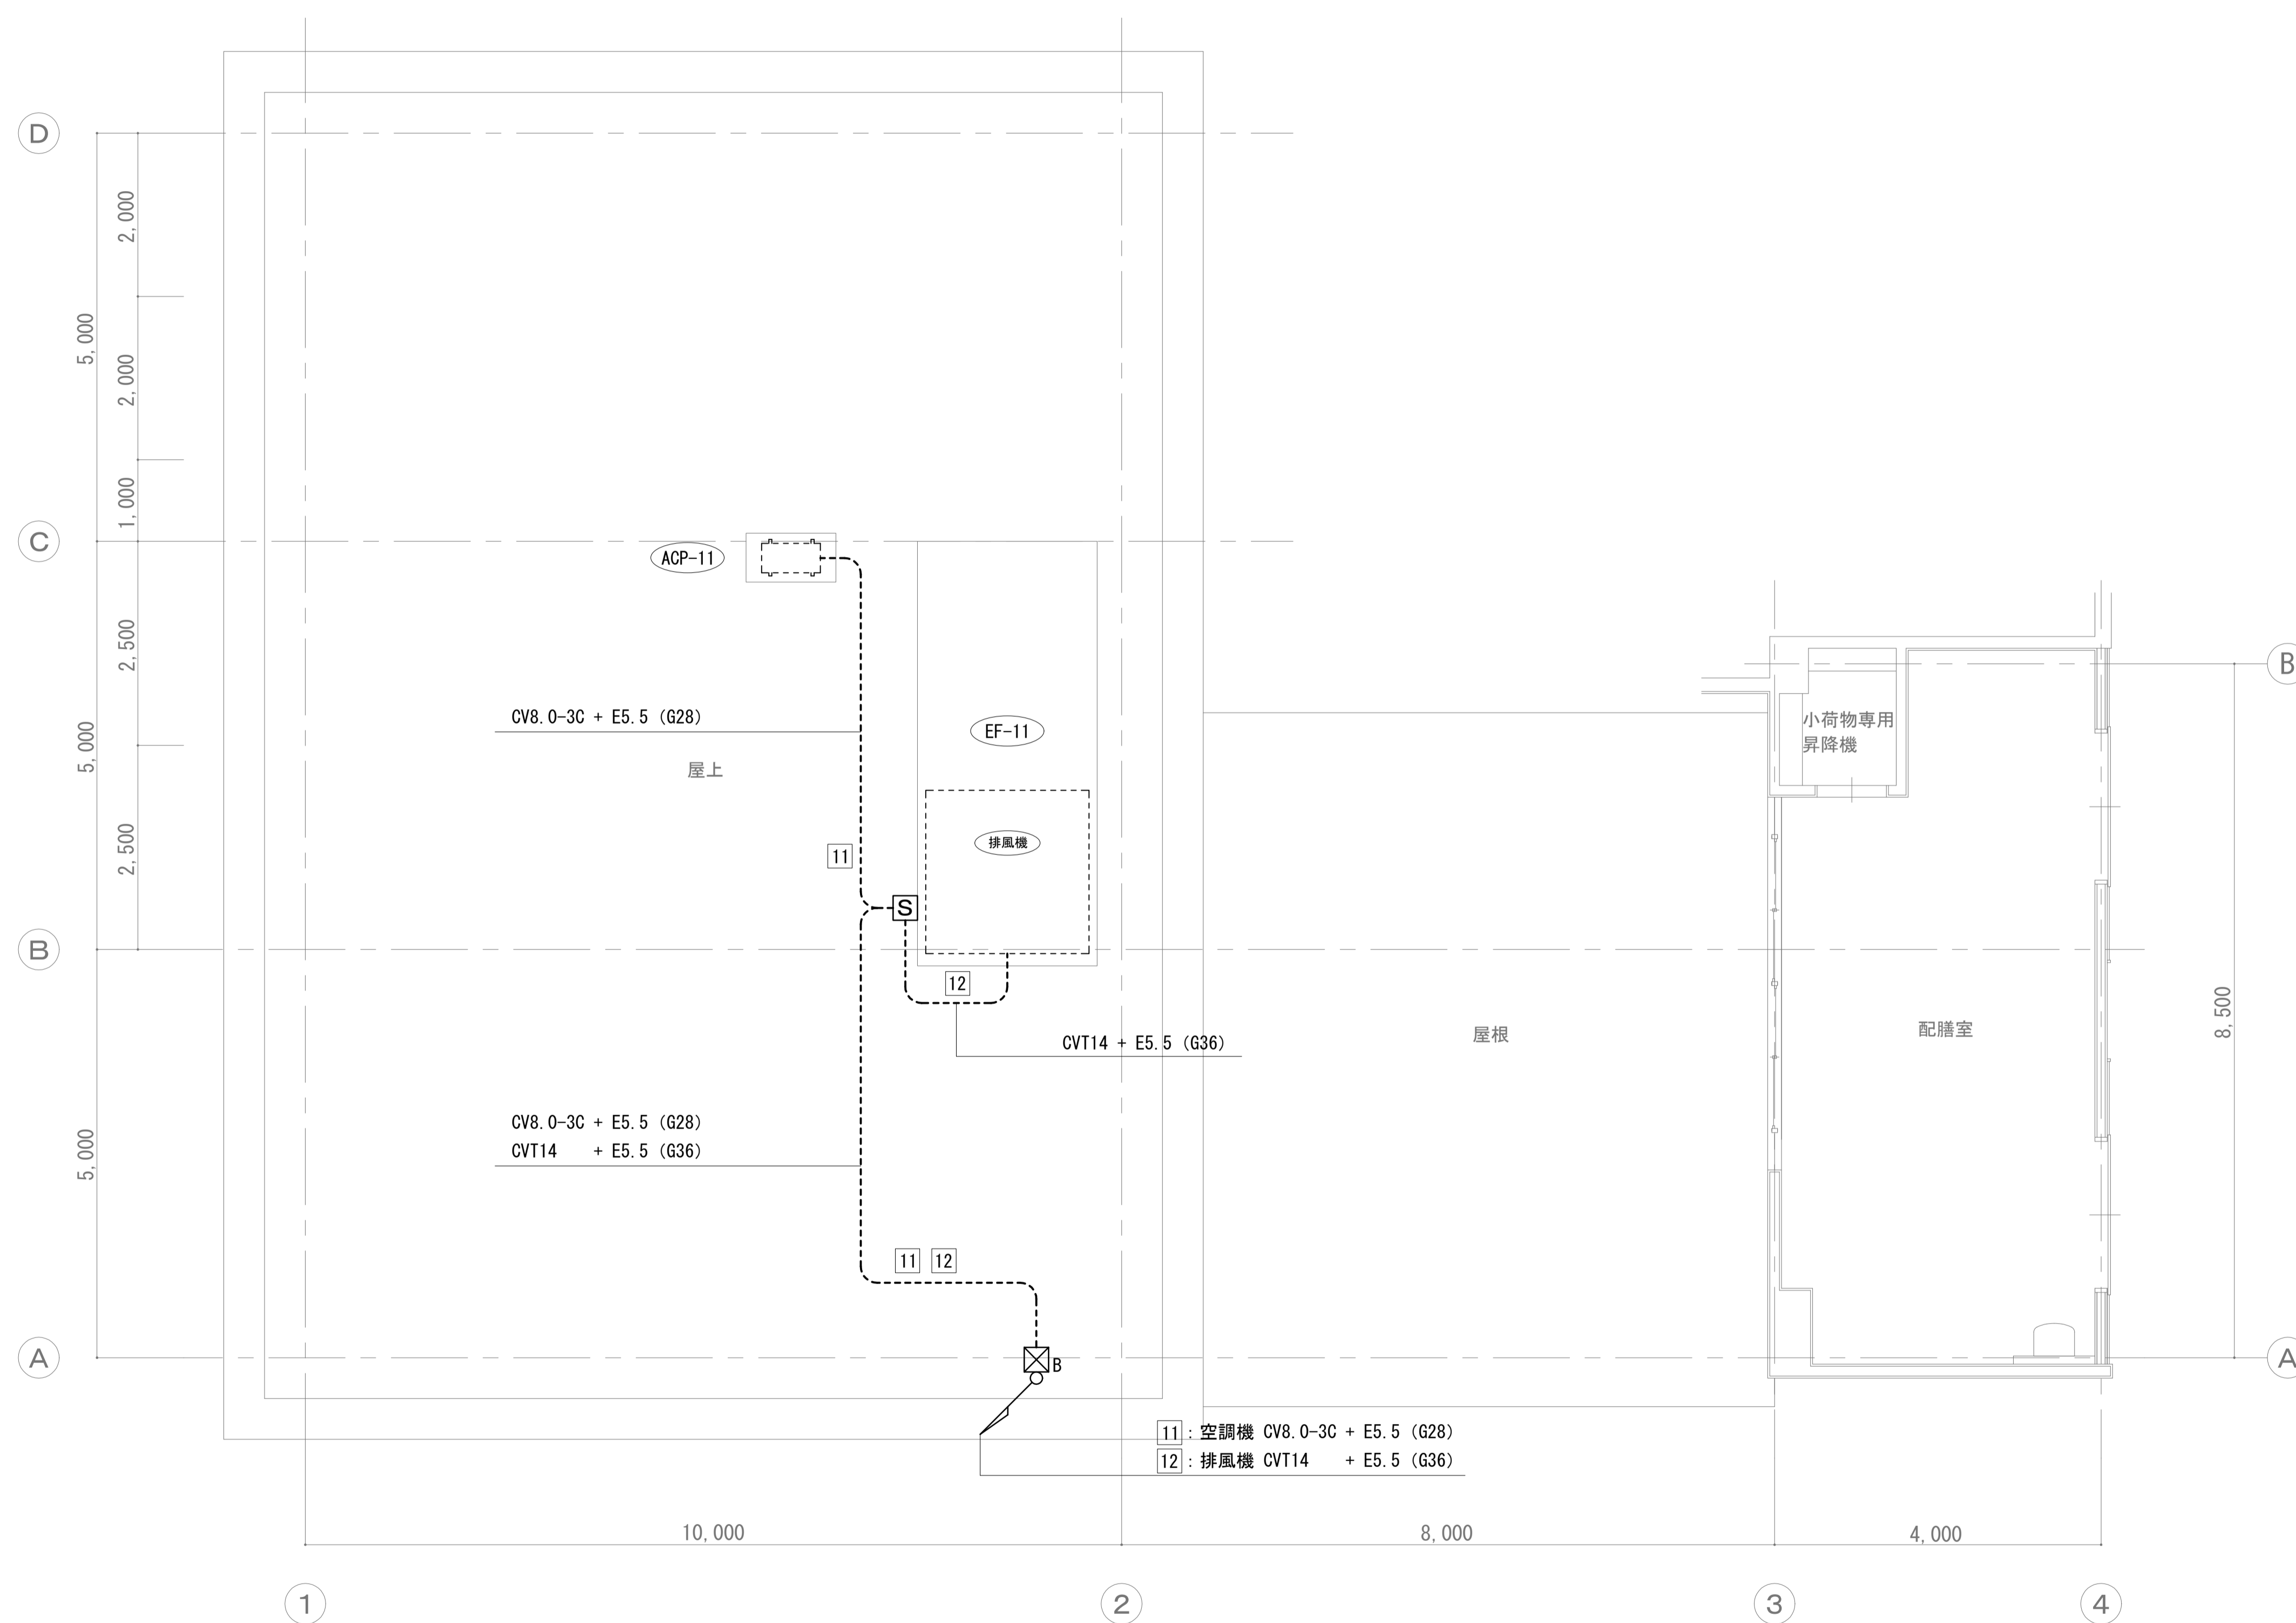 D
2,000
5,000
2,000
1,000
C
ACP-11
2,500
CV8.0-3C + E5.5 (G28)
5,000
屋上
EF-11
小荷物専用
昇降機
B
2,500
排風機
11
S
B
12
CVT14 + E5.5 (G36)
屋根
配膳室
8,500
CV8.0-3C + E5.5 (G28)
CVT14 + E5.5 (G36)
5,000
11 12
A
B
A
11 : 空調機 CV8.0-3C + E5.5 (G28)
12 : 排風機 CVT14 + E5.5 (G36)
10,000
8,000
4,000
1
2
3
4